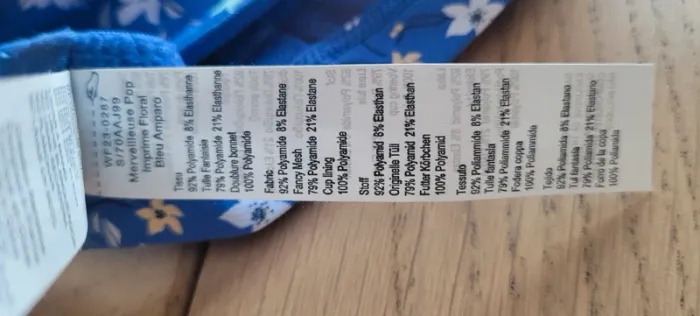 WF23-0287
S/70AAJ99
Merveilleuse Pop
Imprime Floral
Bleu Amparo
Tissu
92% Polyamide 8% Elasthanne
Tulle Fantaisie
79% Polyamide 21% Elasthanne
Doublure bonnet
100% Polyamide
Fabric
92% Polyamide 8% Elastane
Fancy Mesh
79% Polyamide 21% Elastane
Cup lining
100% Polyamide
Stoff
92% Polyamid 8% Elasthan
Originelle Tüll
79% Polyamid 21% Elasthan
Futter Körbchen
100% Polyamid
Tessuto
92% Poliammide 8% Elastan
Tulle fantasia
79% Poliammide 21% Elastan
Fodera coppa
100% Poliammide
Tejido
92% Poliamida 8% Elastano
Tul fantasía
79% Poliamida 21% Elastano
Forro de la copa
100% Poliamida